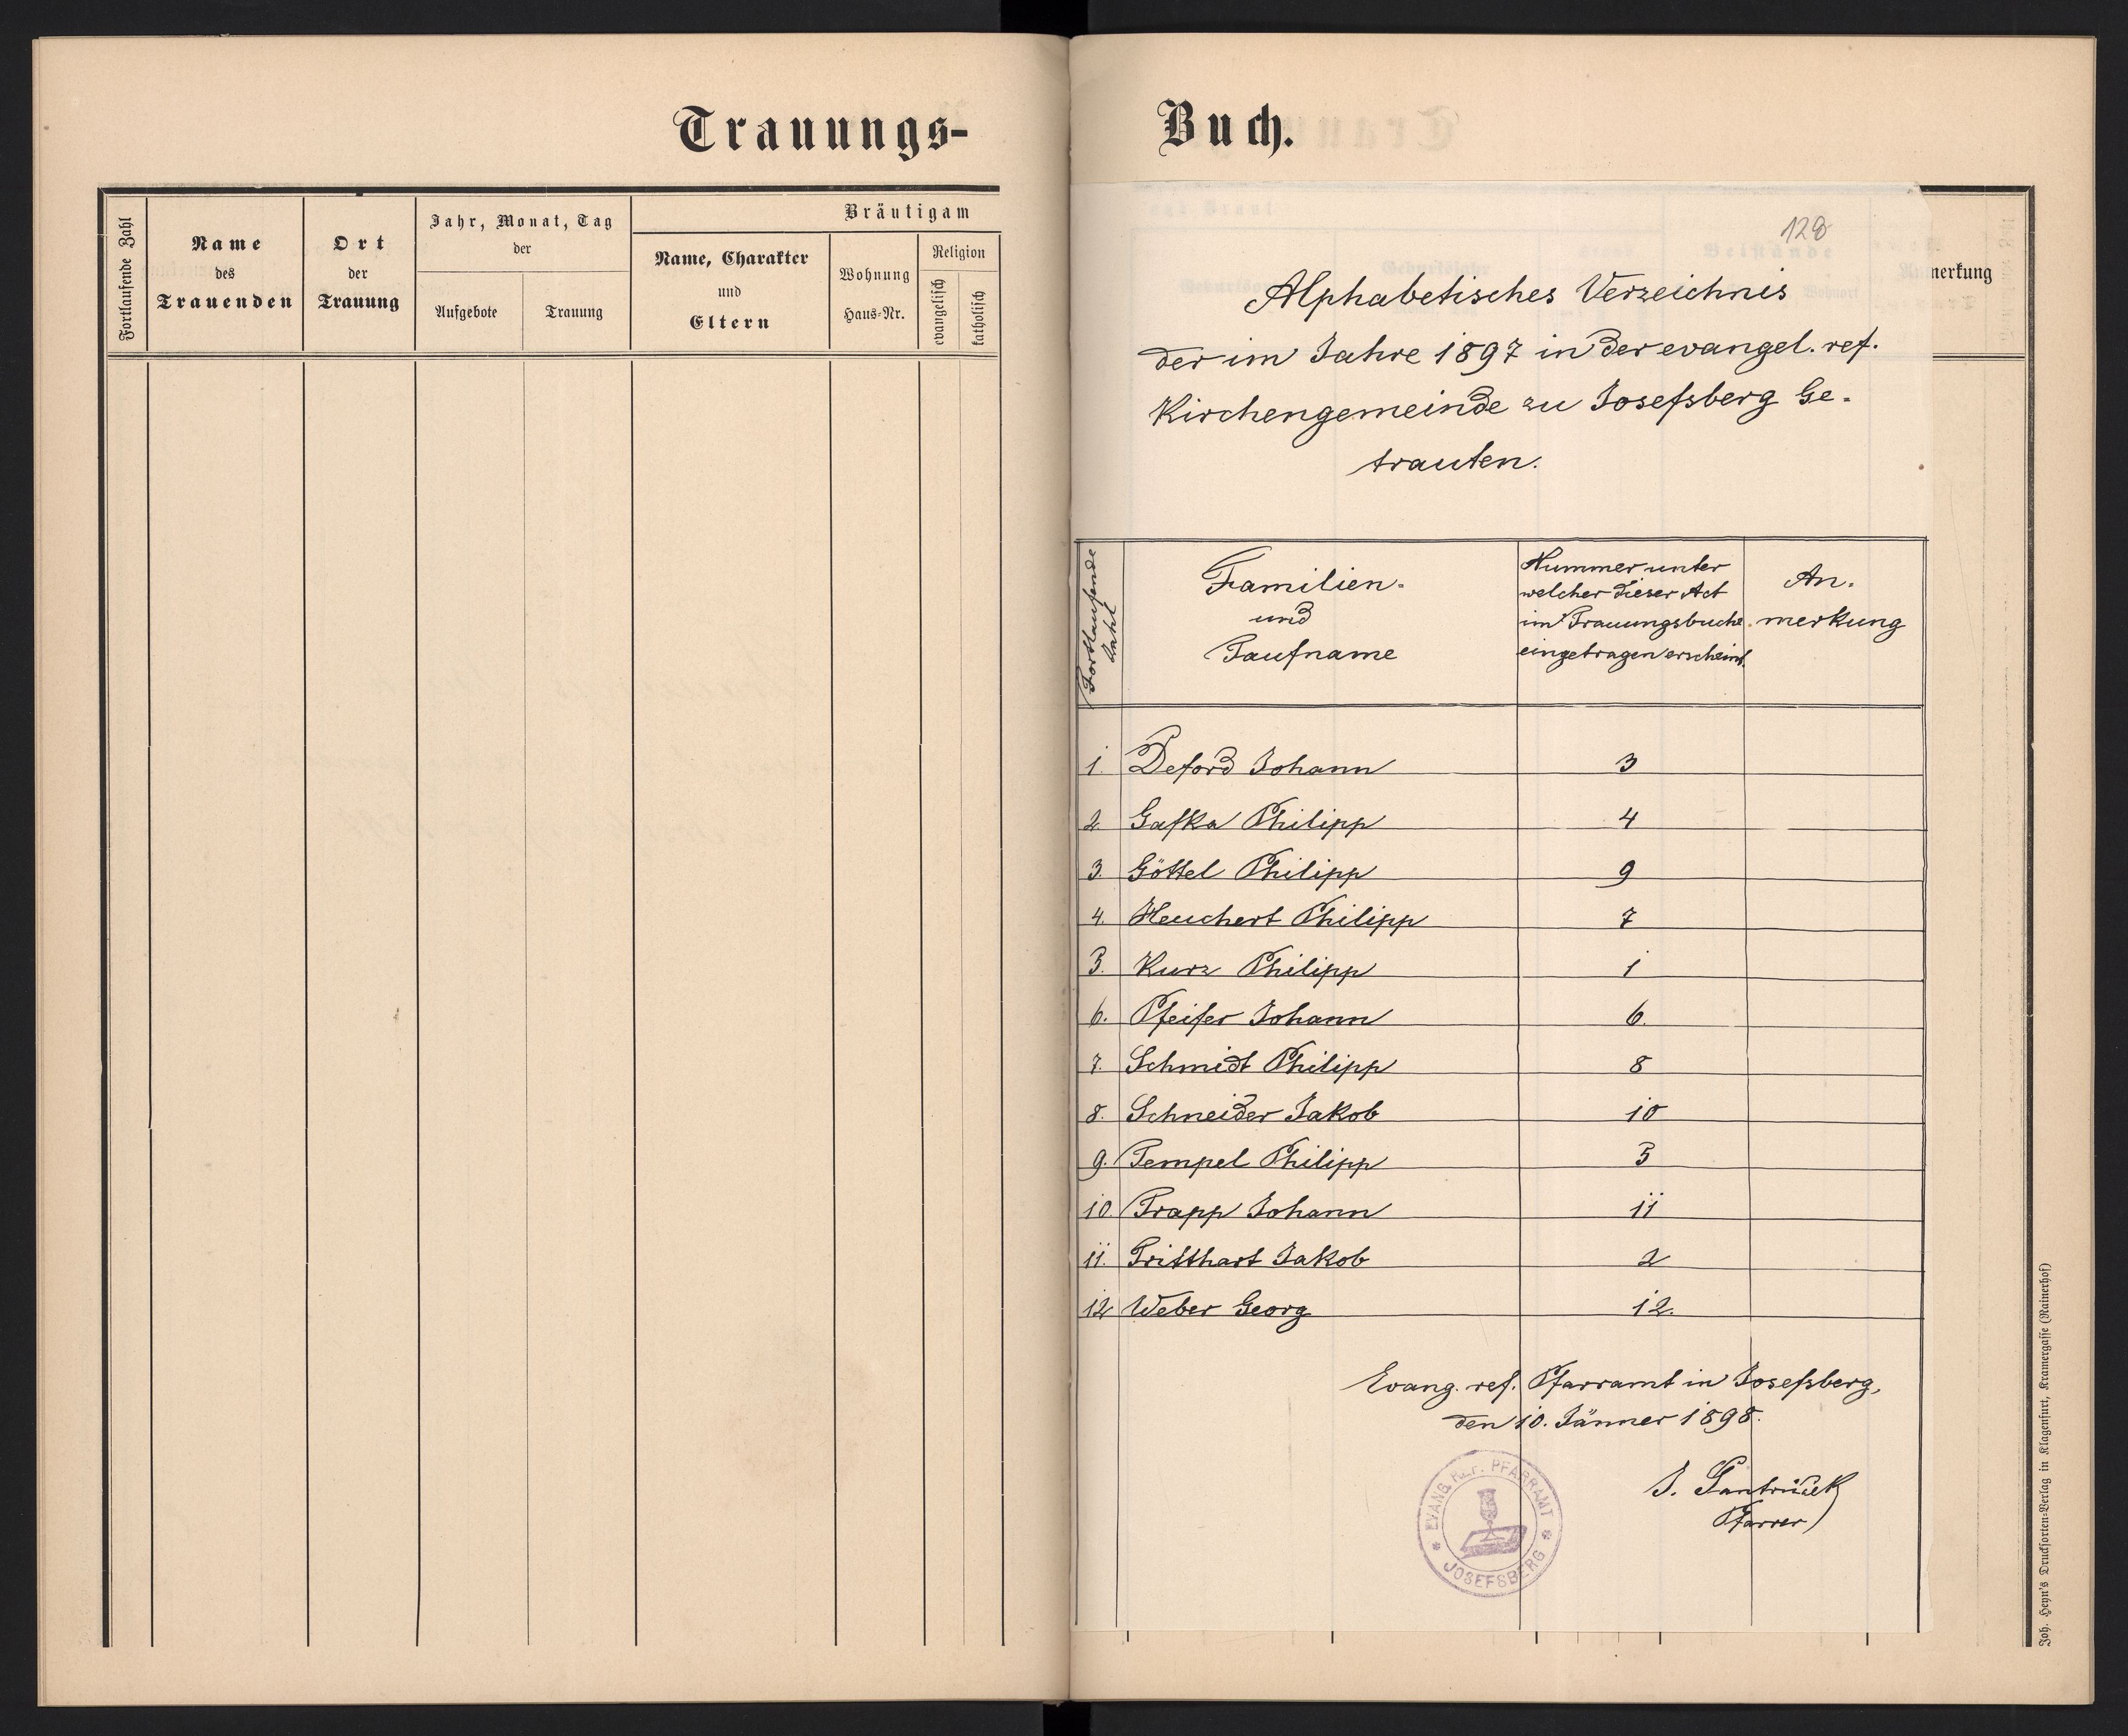 Trauungs-
Buch.
Fortlaufende Zahl
Name
des
Trauenden
Ort
der
Trauung
Jahr, Monat, Tag
der
Aufgebote
Trauung
Bräutigam
Name, Charakter
und
Eltern
Wohnung
Haus-Nr.
Religion
evangelisch
katholisch
128
nerkung
Alphabetisches Verzeichnis
der im Jahre 1897 in der evangel. ref.
Kirchengemeinde zu Josefsberg Ge-
trauten.
Fortlaufende
Zahl
Familien-
und
Taufname
Nummer unter
welcher dieser Act
im Trauungsbuche
eingetragen erscheint.
An-
merkung
1. Deford Johann 3
2. Gafka Philipp 4
3. Göttel Philipp 9
4. Heuchert Philipp 7
5. Kurz Philipp 1
6. Pfeifer Johann 6.
7. Schmidt Philipp 8
8. Schneider Jakob 10
9. Tempel Philipp 5
10. Trapp Johann 11
11. Tritthart Jakob 2
12 Weber Georg 12.
Evang. ref. Pfarramt in Josefsberg,
den 10. Jänner 1898.
J.
Pfarrer
EVANG. REF. PFARRAMT
* JOSEFSBERG *
Joh. Heyn's Drucksorten-Verlag in Klagenfurt, Kramergasse (Rainerhof)